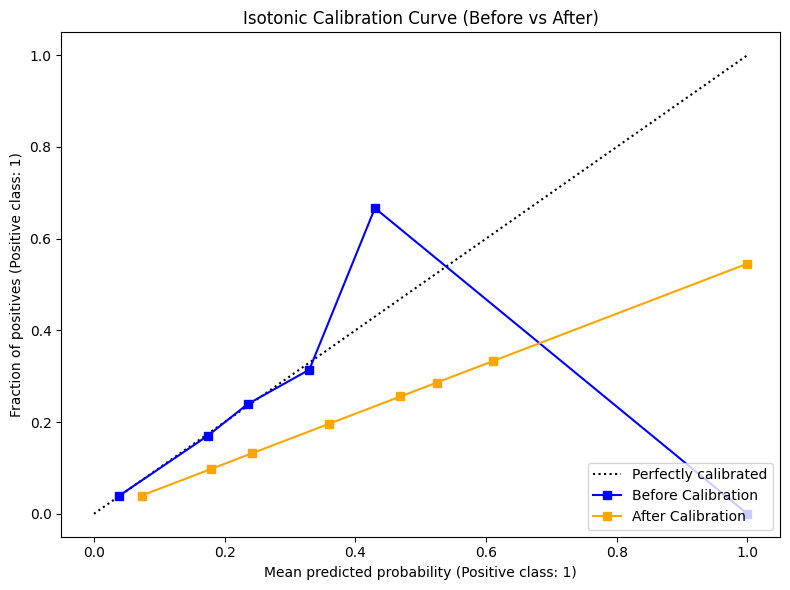 Isotonic Calibration Curve (Before vs After)
Fraction of positives (Positive class: 1)
1.0
0.8
0.6
0.4
0.2
0.0
Perfectly calibrated
Before Calibration
After Calibration
0.0 0.2 0.4 0.6 0.8 1.0
Mean predicted probability (Positive class: 1)